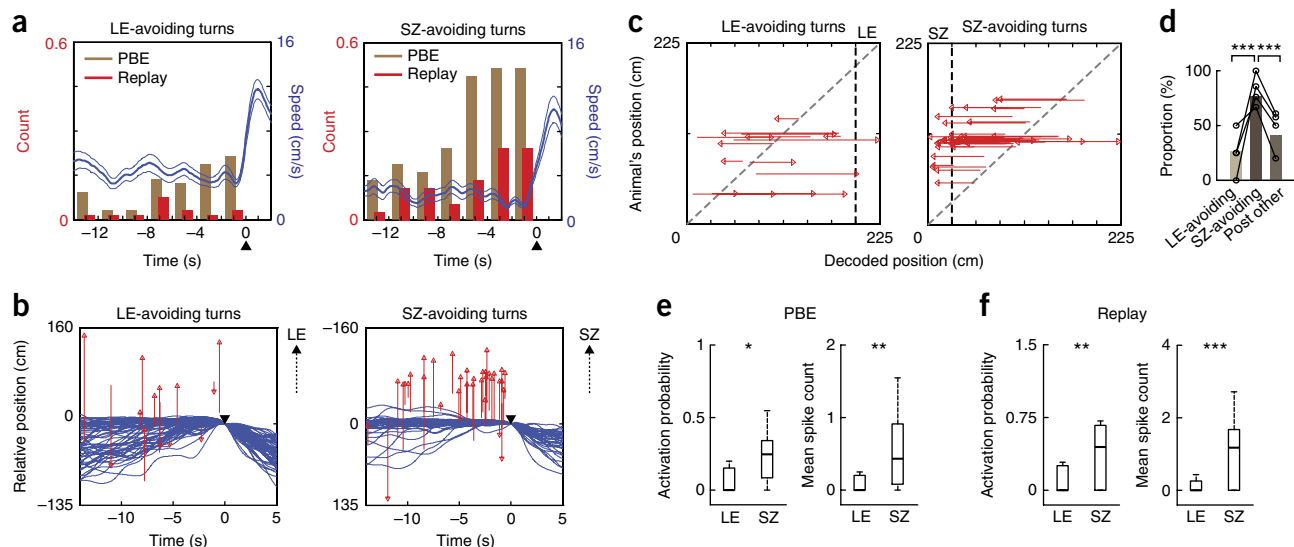 a
LE-avoiding turns
0.6
16
PBE
Replay
Count
Speed (cm/s)
0
0
−12 −8 −4 0
Time (s)
SZ-avoiding turns
0.6
16
PBE
Replay
Count
Speed (cm/s)
0
0
−12 −8 −4 0
Time (s)
b
LE-avoiding turns
160
0
−135
Relative position (cm)
LE
−10 −5 0 5
Time (s)
SZ-avoiding turns
−160
0
135
SZ
−10 −5 0 5
Time (s)
c
LE-avoiding turns
LE
225
Animal's position (cm)
0
225
SZ-avoiding turns
SZ
225
0
225
Decoded position (cm)
d
*** ***
100
50
0
Proportion (%)
LE-avoiding
SZ-avoiding
Post other
e
PBE
1
0.5
0
Activation probability
*
LE SZ
2
1
0
Mean spike count
**
LE SZ
f
Replay
1.5
0.75
0
Activation probability
**
LE SZ
4
2
0
Mean spike count
***
LE SZ